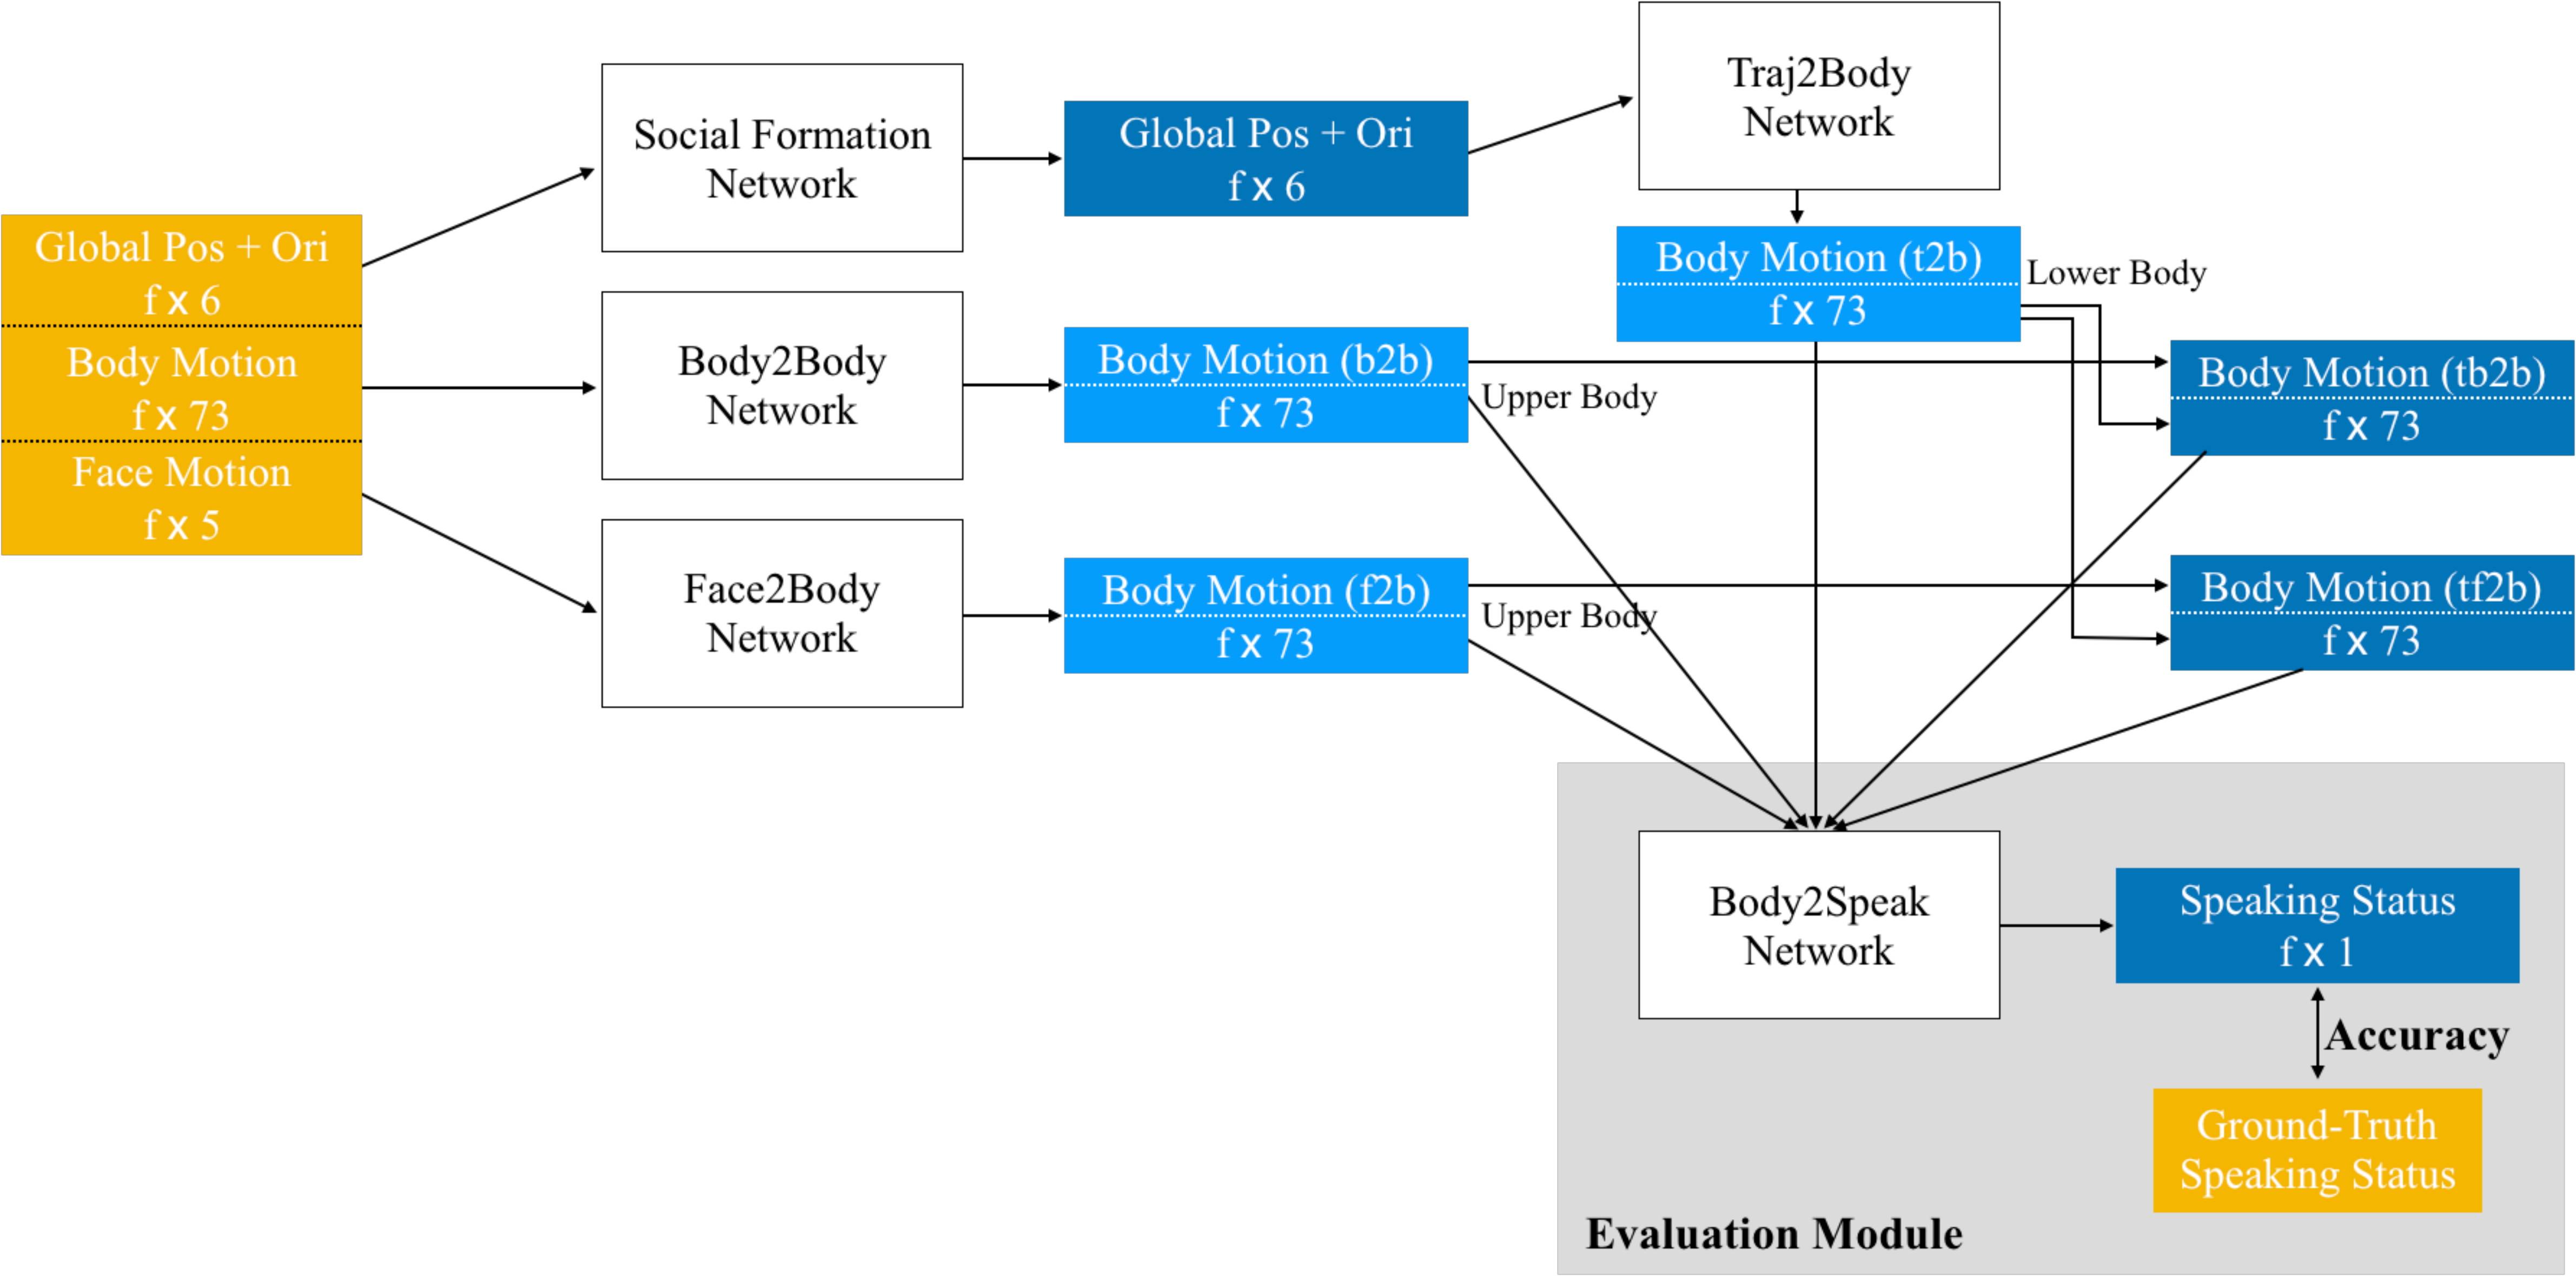 Global Pos + Ori
f x 6
Body Motion
f x 73
Face Motion
f x 5
Social Formation
Network
Body2Body
Network
Face2Body
Network
Global Pos + Ori
f x 6
Body Motion (b2b)
f x 73
Upper Body
Body Motion (f2b)
f x 73
Upper Body
Traj2Body
Network
Body Motion (t2b)
f x 73
Lower Body
Body Motion (tb2b)
f x 73
Body Motion (tf2b)
f x 73
Body2Speak
Network
Speaking Status
f x 1
Accuracy
Ground-Truth
Speaking Status
Evaluation Module